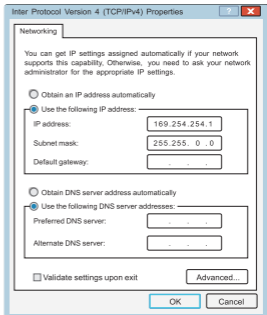 Inter Protocol Version 4 (TCP/IPv4) Properties
? X
Networking
You can get IP settings assigned automatically if your network
supports this capability, Otherwise, you need to ask your network
administrator for the appropriate IP settings.
Obtain an IP address automatically
Use the following IP address:
IP address: 169.254.254.1
Subnet mask: 255.255. 0 .0
Default gateway: . . .
Obtain DNS server address automatically
Use the following DNS server addresses:
Preferred DNS server: . . .
Alternate DNS server: . . .
Validate settings upon exit
Advanced...
OK Cancel